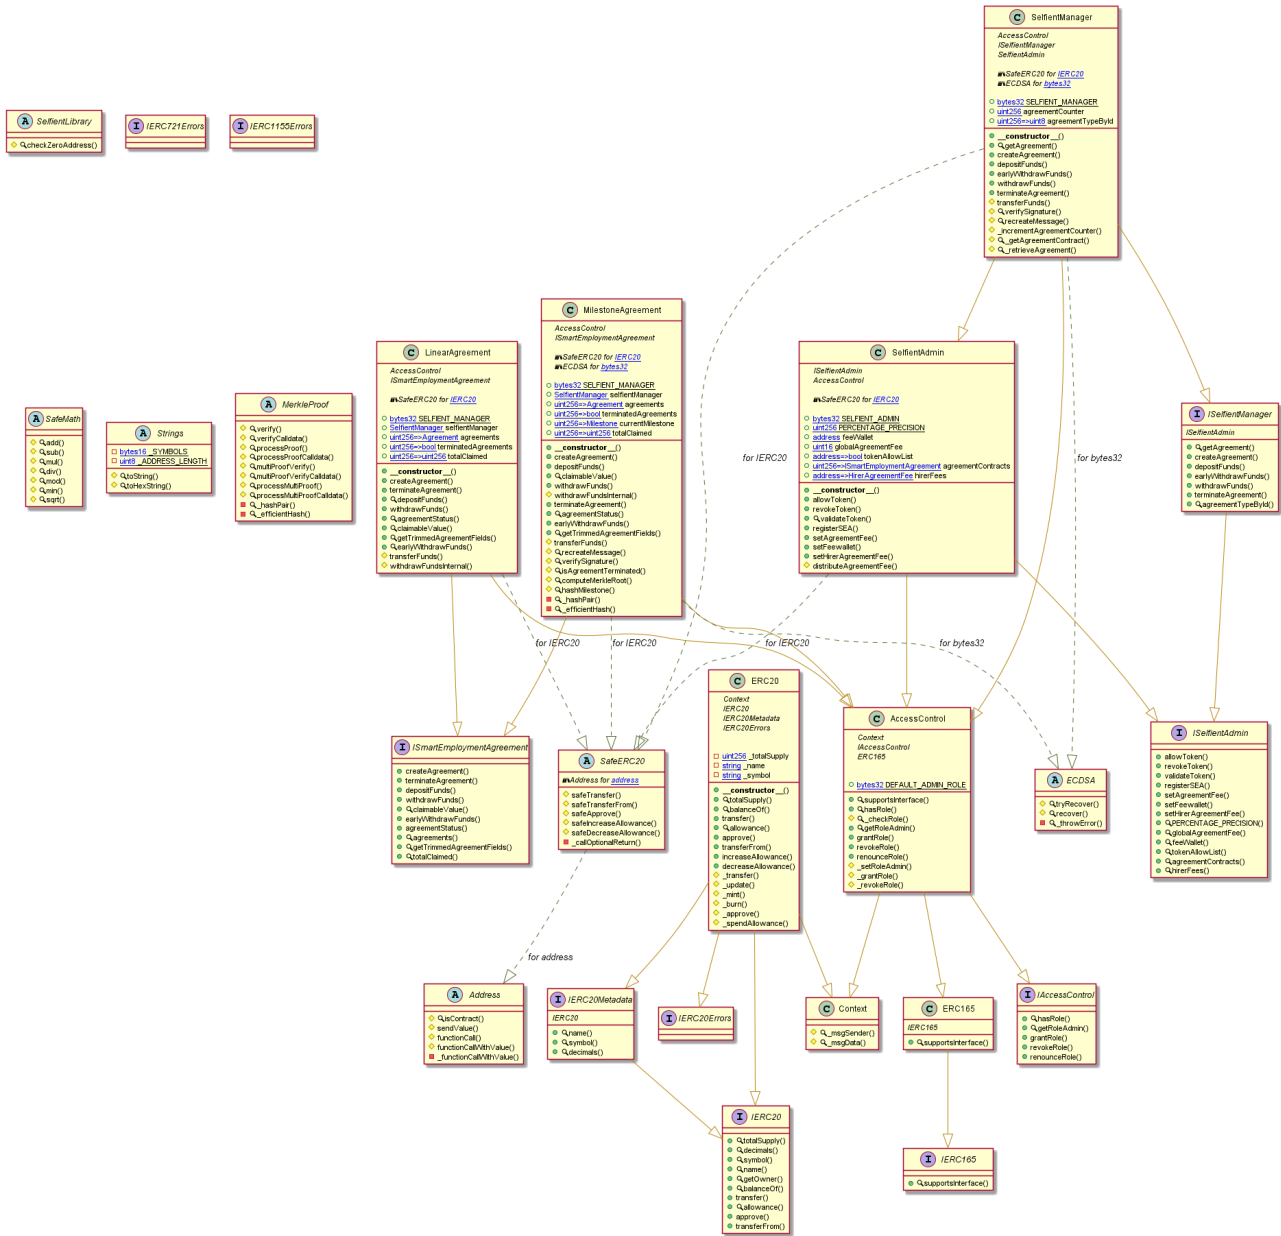 C SelfientManager
AccessControl
ISelfientManager
SelfientAdmin
SafeERC20 for IERC20
ECDSA for bytes32
bytes32 SELFIENT_MANAGER
uint256 agreementCounter
uint256=>uint8 agreementTypeById
__constructor__()
getAgreement()
createAgreement()
depositFunds()
earlyWithdrawFunds()
withdrawFunds()
terminateAgreement()
transferFunds()
verifySignature()
recreateMessage()
_incrementAgreementCounter()
_getAgreementContract()
_retrieveAgreement()
A SelfientLibrary
checkZeroAddress()
I IERC721Errors
I IERC1155Errors
C MilestoneAgreement
AccessControl
ISmartEmploymentAgreement
SafeERC20 for IERC20
ECDSA for bytes32
bytes32 SELFIENT_MANAGER
SelfientManager selfientManager
uint256=>Agreement agreements
uint256=>bool terminatedAgreements
uint256=>Milestone currentMilestone
uint256=>uint256 totalClaimed
__constructor__()
createAgreement()
depositFunds()
claimableValue()
withdrawFunds()
withdrawFundsInternal()
terminateAgreement()
agreementStatus()
earlyWithdrawFunds()
getTrimmedAgreementFields()
transferFunds()
recreateMessage()
verifySignature()
isAgreementTerminated()
computeMerkleRoot()
hashMilestone()
_hashPair()
_efficientHash()
C LinearAgreement
AccessControl
ISmartEmploymentAgreement
SafeERC20 for IERC20
bytes32 SELFIENT_MANAGER
SelfientManager selfientManager
uint256=>Agreement agreements
uint256=>bool terminatedAgreements
uint256=>uint256 totalClaimed
__constructor__()
createAgreement()
terminateAgreement()
depositFunds()
withdrawFunds()
agreementStatus()
claimableValue()
getTrimmedAgreementFields()
earlyWithdrawFunds()
transferFunds()
withdrawFundsInternal()
C SelfientAdmin
ISelfientAdmin
AccessControl
SafeERC20 for IERC20
bytes32 SELFIENT_ADMIN
uint256 PERCENTAGE_PRECISION
address feeWallet
uint16 globalAgreementFee
address=>bool tokenAllowList
uint256=>ISmartEmploymentAgreement agreementContracts
address=>HirerAgreementFee hirerFees
__constructor__()
allowToken()
revokeToken()
validateToken()
registerSEA()
setAgreementFee()
setFeewallet()
setHirerAgreementFee()
distributeAgreementFee()
I ISelfientManager
ISelfientAdmin
getAgreement()
createAgreement()
depositFunds()
earlyWithdrawFunds()
withdrawFunds()
terminateAgreement()
agreementTypeById()
A SafeMath
add()
sub()
mul()
div()
mod()
min()
sqrt()
A Strings
bytes16 _SYMBOLS
uint8 _ADDRESS_LENGTH
toString()
toHexString()
A MerkleProof
verify()
verifyCalldata()
processProof()
processProofCalldata()
multiProofVerify()
multiProofVerifyCalldata()
processMultiProof()
processMultiProofCalldata()
_hashPair()
_efficientHash()
for IERC20
for bytes32
for IERC20
for IERC20
for IERC20
for bytes32
C ERC20
Context
IERC20
IERC20Metadata
IERC20Errors
uint256 _totalSupply
string _name
string _symbol
__constructor__()
totalSupply()
balanceOf()
transfer()
allowance()
approve()
transferFrom()
increaseAllowance()
decreaseAllowance()
_transfer()
_update()
_mint()
_burn()
_approve()
_spendAllowance()
C AccessControl
Context
IAccessControl
ERC165
bytes32 DEFAULT_ADMIN_ROLE
supportsInterface()
hasRole()
_checkRole()
getRoleAdmin()
grantRole()
revokeRole()
renounceRole()
_setRoleAdmin()
_grantRole()
_revokeRole()
I ISmartEmploymentAgreement
createAgreement()
terminateAgreement()
depositFunds()
withdrawFunds()
claimableValue()
earlyWithdrawFunds()
agreementStatus()
agreements()
getTrimmedAgreementFields()
totalClaimed()
A SafeERC20
Address for address
safeTransfer()
safeTransferFrom()
safeApprove()
safeIncreaseAllowance()
safeDecreaseAllowance()
_callOptionalReturn()
A ECDSA
tryRecover()
recover()
_throwError()
I ISelfientAdmin
allowToken()
revokeToken()
validateToken()
registerSEA()
setAgreementFee()
setFeewallet()
setHirerAgreementFee()
PERCENTAGE_PRECISION()
globalAgreementFee()
feeWallet()
tokenAllowList()
agreementContracts()
hirerFees()
for address
A Address
isContract()
sendValue()
functionCall()
functionCallWithValue()
_functionCallWithValue()
I IERC20Metadata
IERC20
name()
symbol()
decimals()
I IERC20Errors
C Context
_msgSender()
_msgData()
C ERC165
IERC165
supportsInterface()
I IAccessControl
hasRole()
getRoleAdmin()
grantRole()
revokeRole()
renounceRole()
I IERC20
totalSupply()
decimals()
symbol()
name()
getOwner()
balanceOf()
transfer()
allowance()
approve()
transferFrom()
I IERC165
supportsInterface()